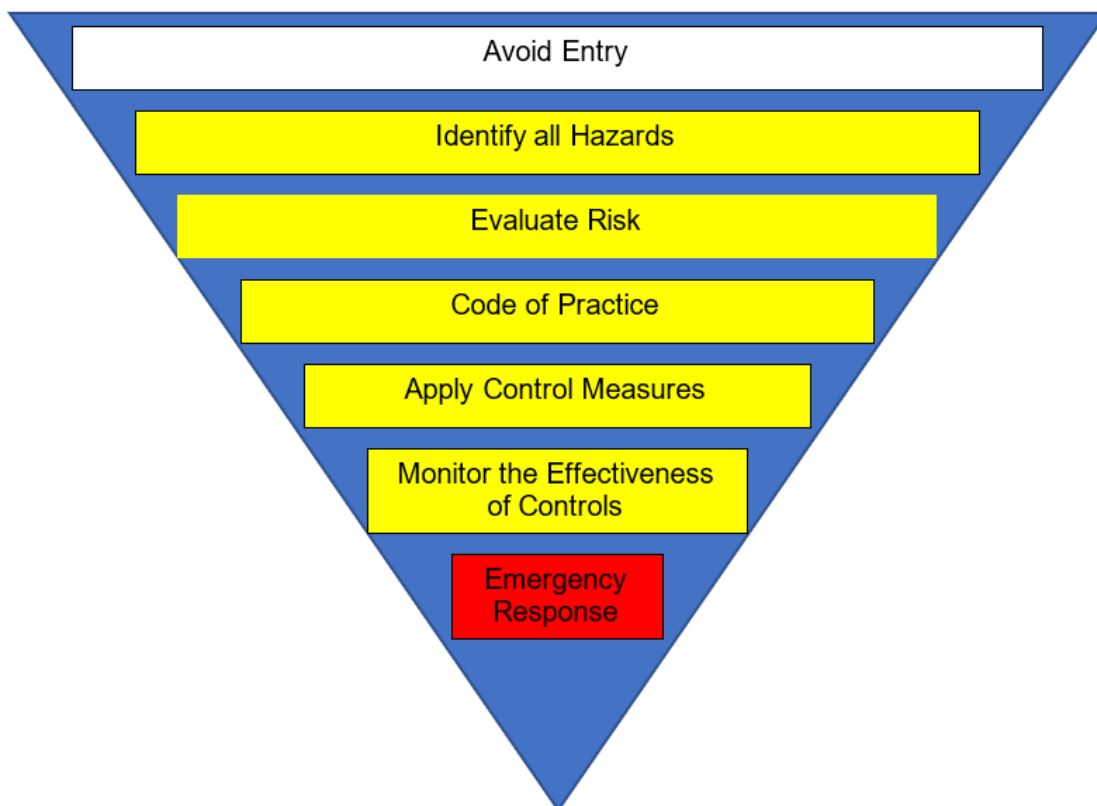 Avoid Entry
Identify all Hazards
Evaluate Risk
Code of Practice
Apply Control Measures
Monitor the Effectiveness
of Controls
Emergency
Response